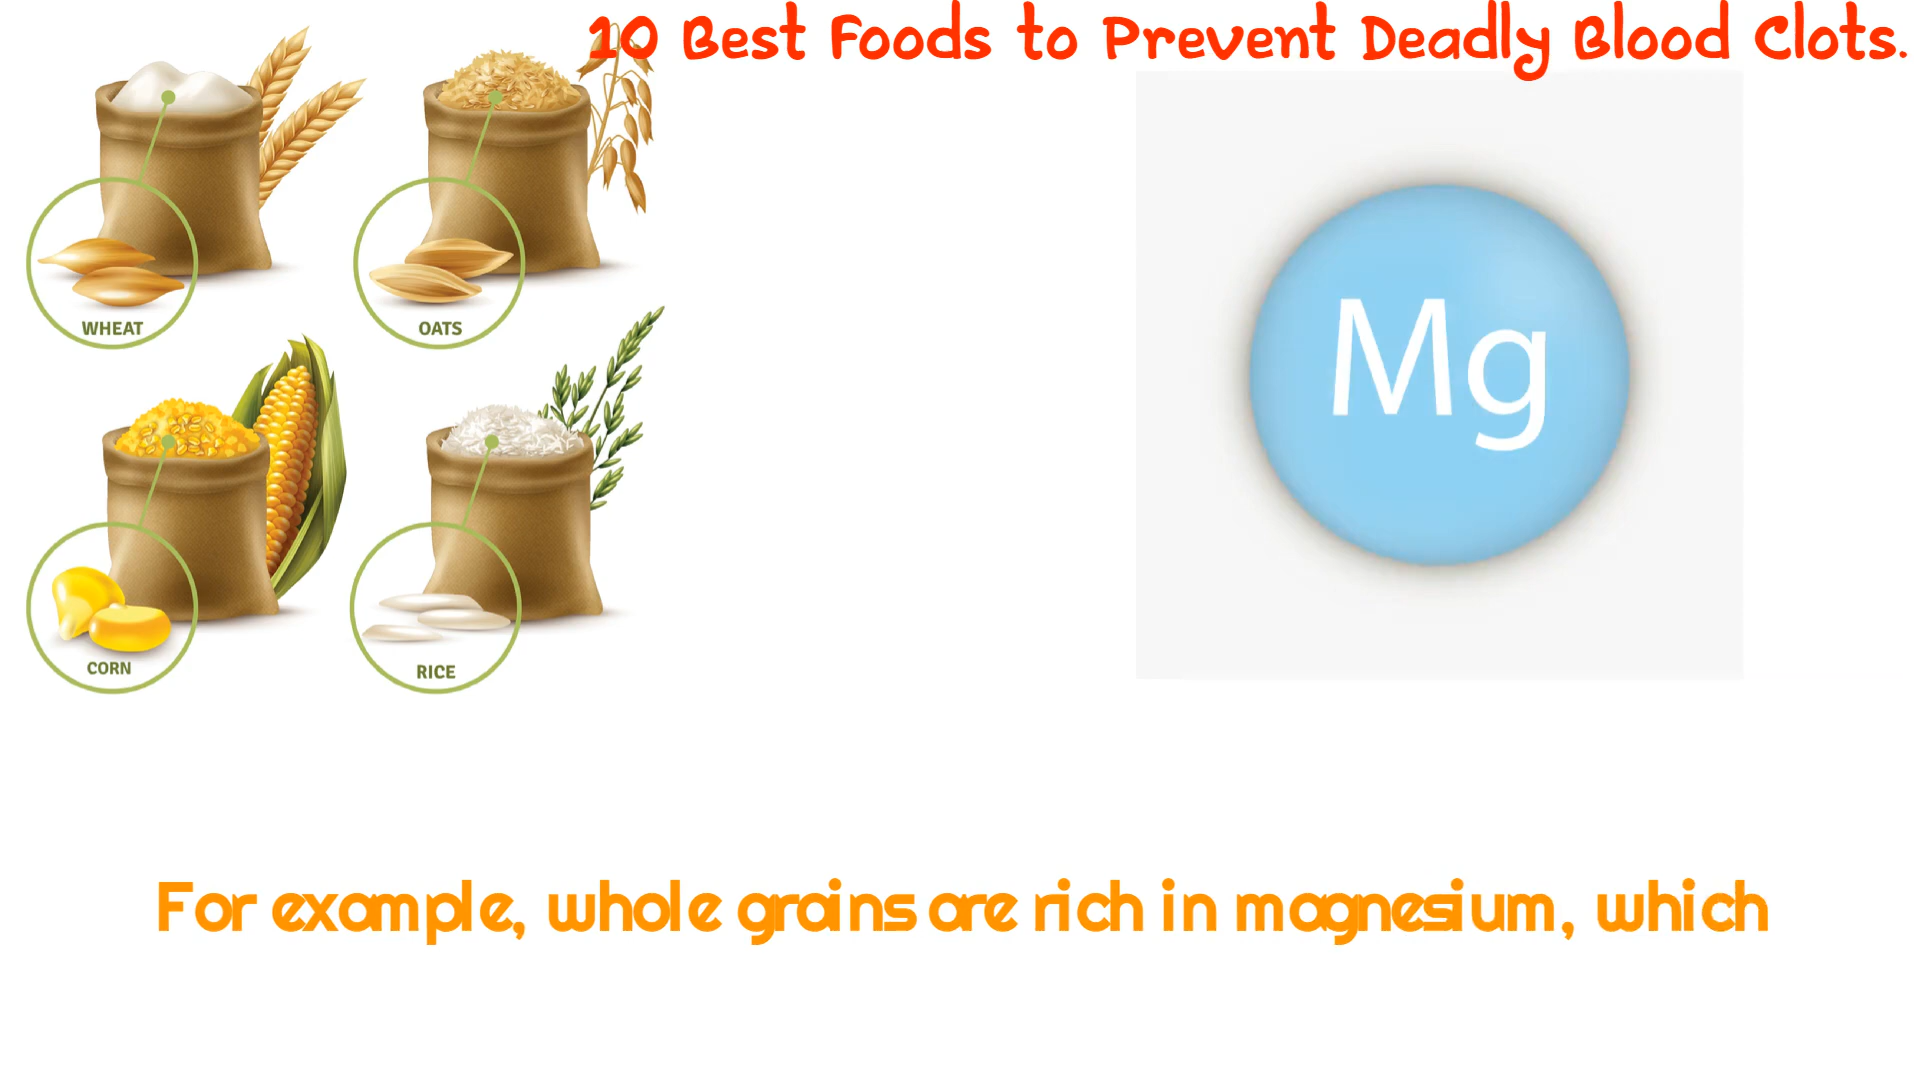 10 Best Foods to Prevent Deadly Blood Clots.
WHEAT
OATS
Mg
CORN
RICE
For example, whole grains are rich in magnesium, which